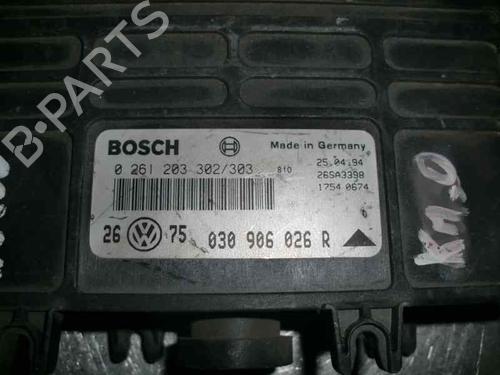 B-PARTS
BOSCH
Made in Germany
0 261 203 302/303 810
25.04.94
26SA3398
1754 0674
26 75 030 906 026 R